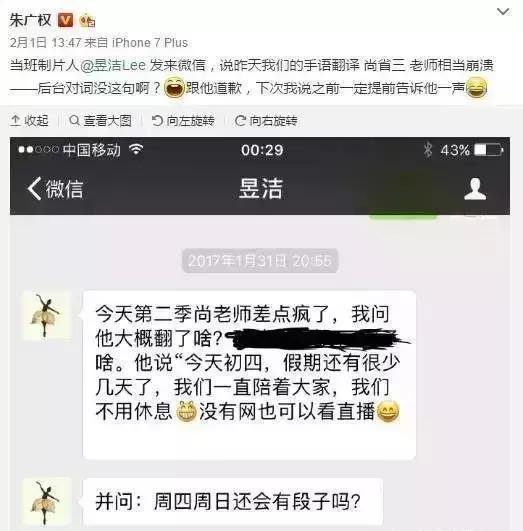 朱广权
2月1日 13:47 来自 iPhone 7 Plus
当班制片人@昱洁Lee 发来微信，说昨天我们的手语翻译 尚省三 老师相当崩溃
——后台对词没这句啊？跟他道歉，下次我说之前一定提前告诉他一声
收起 查看大图 向左旋转 向右旋转
中国移动 00:29 43%
微信 昱洁
2017年1月31日 20:55
今天第二季尚老师差点疯了，我问
他大概翻了啥？
啥。他说“今天初四，假期还有很少
几天了，我们一直陪着大家，我们
不用休息 没有网也可以看直播
并问：周四周日还会有段子吗？